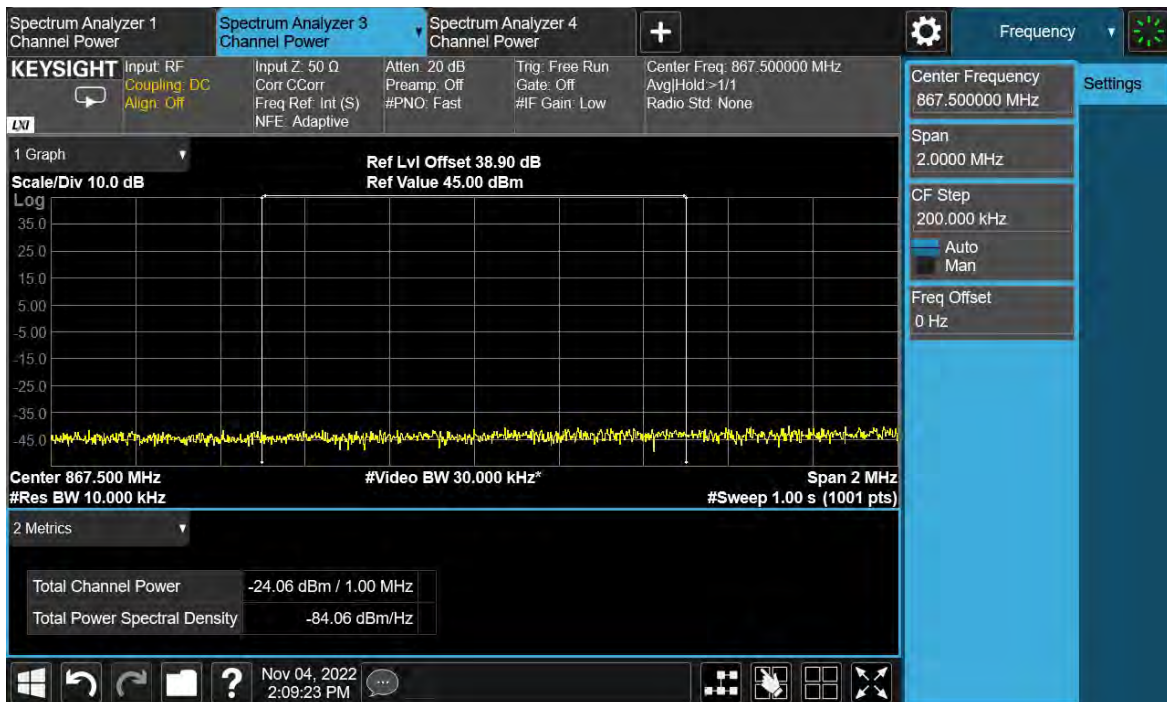 Spectrum Analyzer 1
Channel Power
Spectrum Analyzer 3
Channel Power
Spectrum Analyzer 4
Channel Power
Frequency
KEYSIGHT
LXI
Input: RF
Coupling: DC
Align: Off
Input Z: 50 Ω
Corr CCorr
Freq Ref: Int (S)
NFE: Adaptive
Atten: 20 dB
Preamp: Off
#PNO: Fast
Trig: Free Run
Gate: Off
#IF Gain: Low
Center Freq: 867.500000 MHz
Avg|Hold:>1/1
Radio Std: None
Center Frequency
867.500000 MHz
Settings
Span
2.0000 MHz
CF Step
200.000 kHz
Auto
Man
Freq Offset
0 Hz
1 Graph
Scale/Div 10.0 dB
Ref Lvl Offset 38.90 dB
Ref Value 45.00 dBm
Log
35.0
25.0
15.0
5.00
-5.00
-15.0
-25.0
-35.0
-45.0
Center 867.500 MHz
#Res BW 10.000 kHz
#Video BW 30.000 kHz*
Span 2 MHz
#Sweep 1.00 s (1001 pts)
2 Metrics
Total Channel Power -24.06 dBm / 1.00 MHz
Total Power Spectral Density -84.06 dBm/Hz
?
Nov 04, 2022
2:09:23 PM